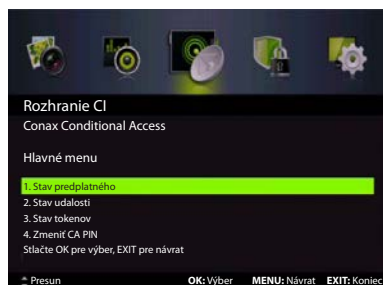 Rozhranie CI
Conax Conditional Access
Hlavné menu
1. Stav predplatného
2. Stav udalosti
3. Stav tokenov
4. Zmeniť CA PIN
Stlačte OK pre výber, EXIT pre návrat
Presun OK: Výber MENU: Návrat EXIT: Koniec